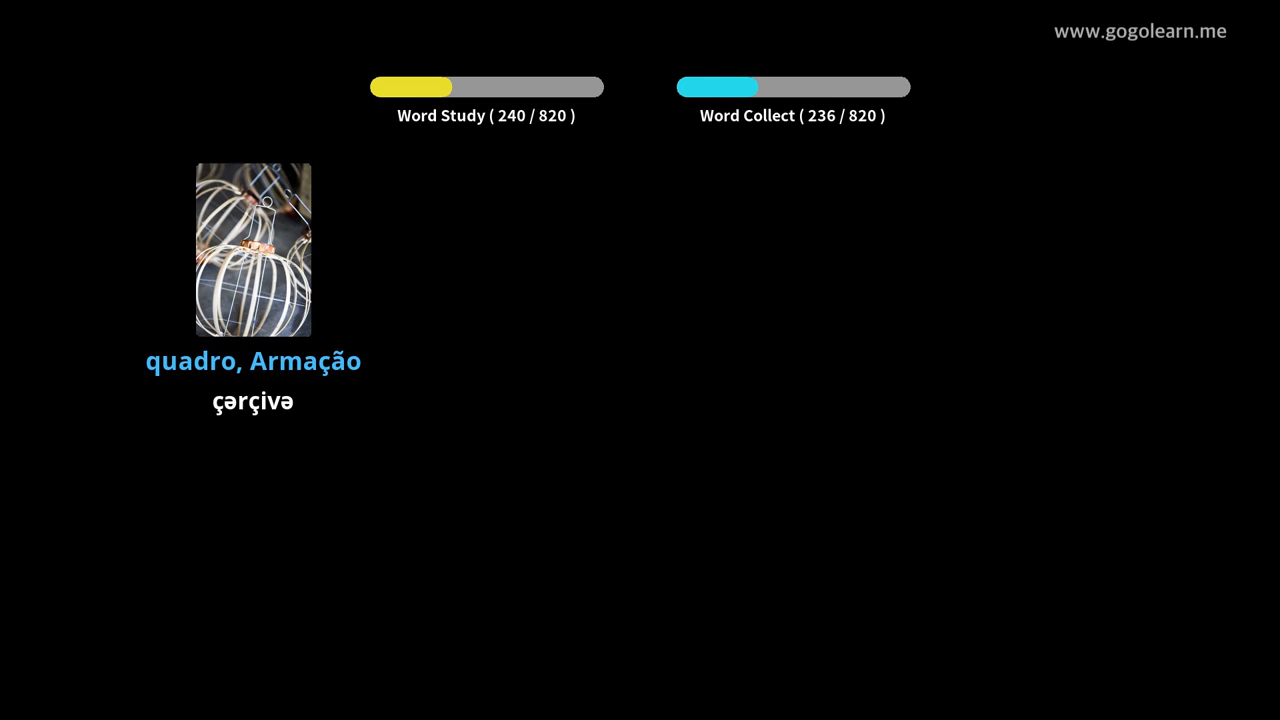 www.gogolearn.me
Word Study ( 240 / 820 )
Word Collect ( 236 / 820 )
quadro, Armação
çərçivə